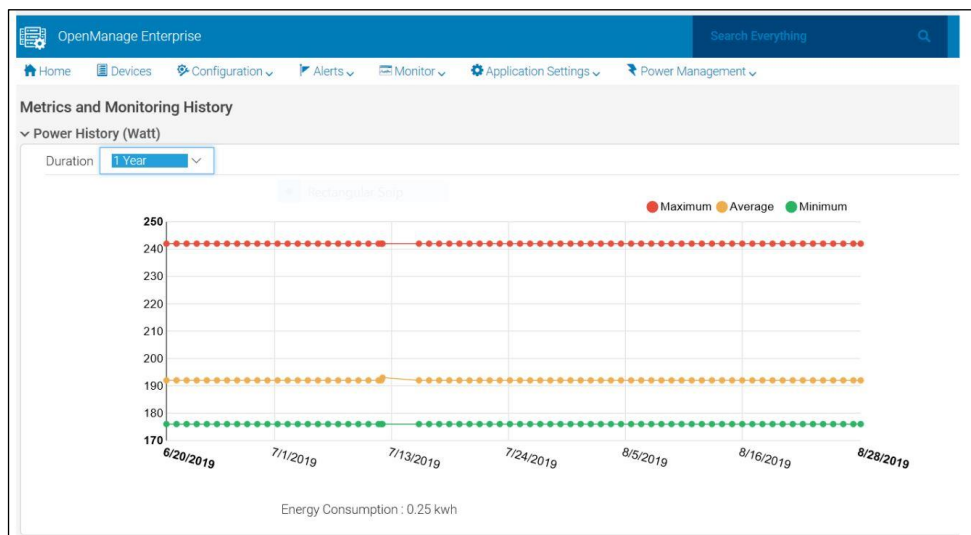 OpenManage Enterprise
Search Everything
Home Devices Configuration Alerts Monitor Application Settings Power Management
Metrics and Monitoring History
Power History (Watt)
Duration 1 Year
Rectangular Snip
Maximum Average Minimum
250
240
230
220
210
200
190
180
170
6/20/2019 7/1/2019 7/13/2019 7/24/2019 8/5/2019 8/16/2019 8/28/2019
Energy Consumption : 0.25 kwh